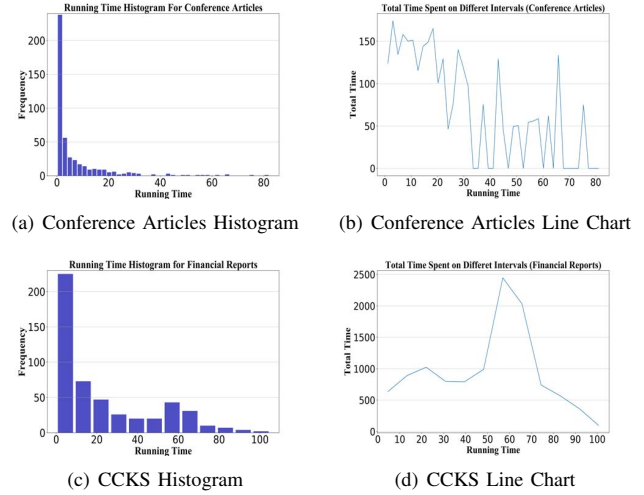 Running Time Histogram For Conference Articles
Frequency
200
150
100
50
0
0 20 40 60 80
Running Time
(a) Conference Articles Histogram
Total Time Spent on Differet Intervals (Conference Articles)
Total Time
150
100
50
0
0 10 20 30 40 50 60 70 80
Running Time
(b) Conference Articles Line Chart
Running Time Histogram for Financial Reports
Frequency
200
150
100
50
0
0 20 40 60 80 100
Running Time
(c) CCKS Histogram
Total Time Spent on Differet Intervals (Financial Reports)
Total Time
2500
2000
1500
1000
500
0
0 10 20 30 40 50 60 70 80 90 100
Running Time
(d) CCKS Line Chart